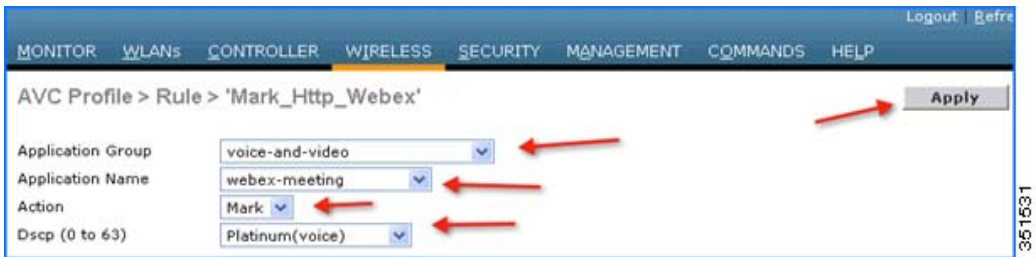 Logout Refre
MONITOR WLANs CONTROLLER WIRELESS SECURITY MANAGEMENT COMMANDS HELP
AVC Profile > Rule > 'Mark_Http_Webex' Apply
Application Group voice-and-video
Application Name webex-meeting
Action Mark
Dscp (0 to 63) Platinum(voice)
351531